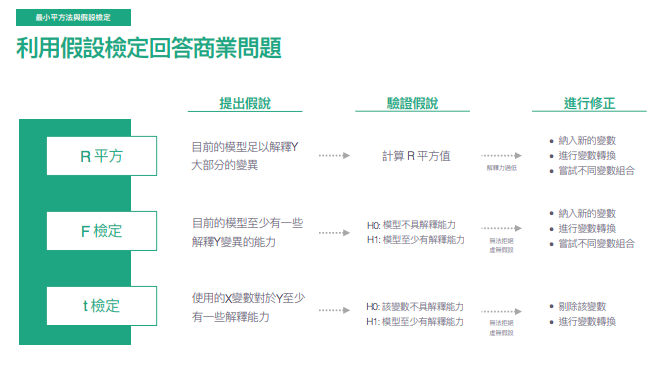 最小平方法與假設檢定
利用假設檢定回答商業問題
提出假說
驗證假說
進行修正
R 平方
目前的模型足以解釋Y
大部分的變異
計算 R 平方值
解釋力過低
• 納入新的變數
• 進行變數轉換
• 嘗試不同變數組合
F 檢定
目前的模型至少有一些
解釋Y變異的能力
H0: 模型不具解釋能力
H1: 模型至少有解釋能力
無法拒絕
虛無假設
• 納入新的變數
• 進行變數轉換
• 嘗試不同變數組合
t 檢定
使用的X變數對於Y至少
有一些解釋能力
H0: 該變數不具解釋能力
H1: 模型至少有解釋能力
無法拒絕
虛無假設
• 剔除該變數
• 進行變數轉換